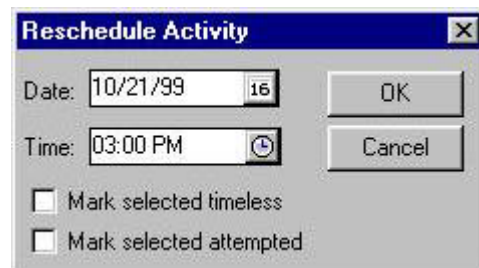 Reschedule Activity
Date: 10/21/99 16 OK
Time: 03:00 PM Cancel
Mark selected timeless
Mark selected attempted